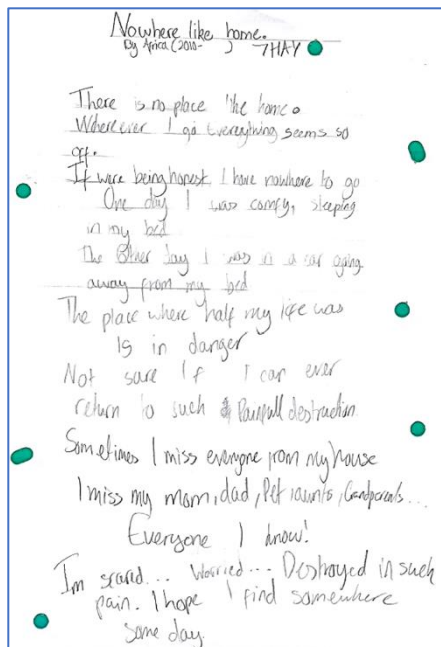 Nowhere like home.
By Africa (2010-      ) 7HAY
There is no place like home.
Whereever I go Everything seems so
off.
If were being honest I have nowhere to go
One day I was comfy, sleeping
in my bed
The Other day I was in a car going
away from my bed
The place where half my life was
Is in danger
Not sure If I can ever
return to such Painfull destruction
Sometimes I miss everyone from my house
I miss my mom, dad, Pet, aunts, Grandparents...
Everyone I know!
Im scared... Worried... Destroyed in such
pain. I hope I find somewhere
some day.